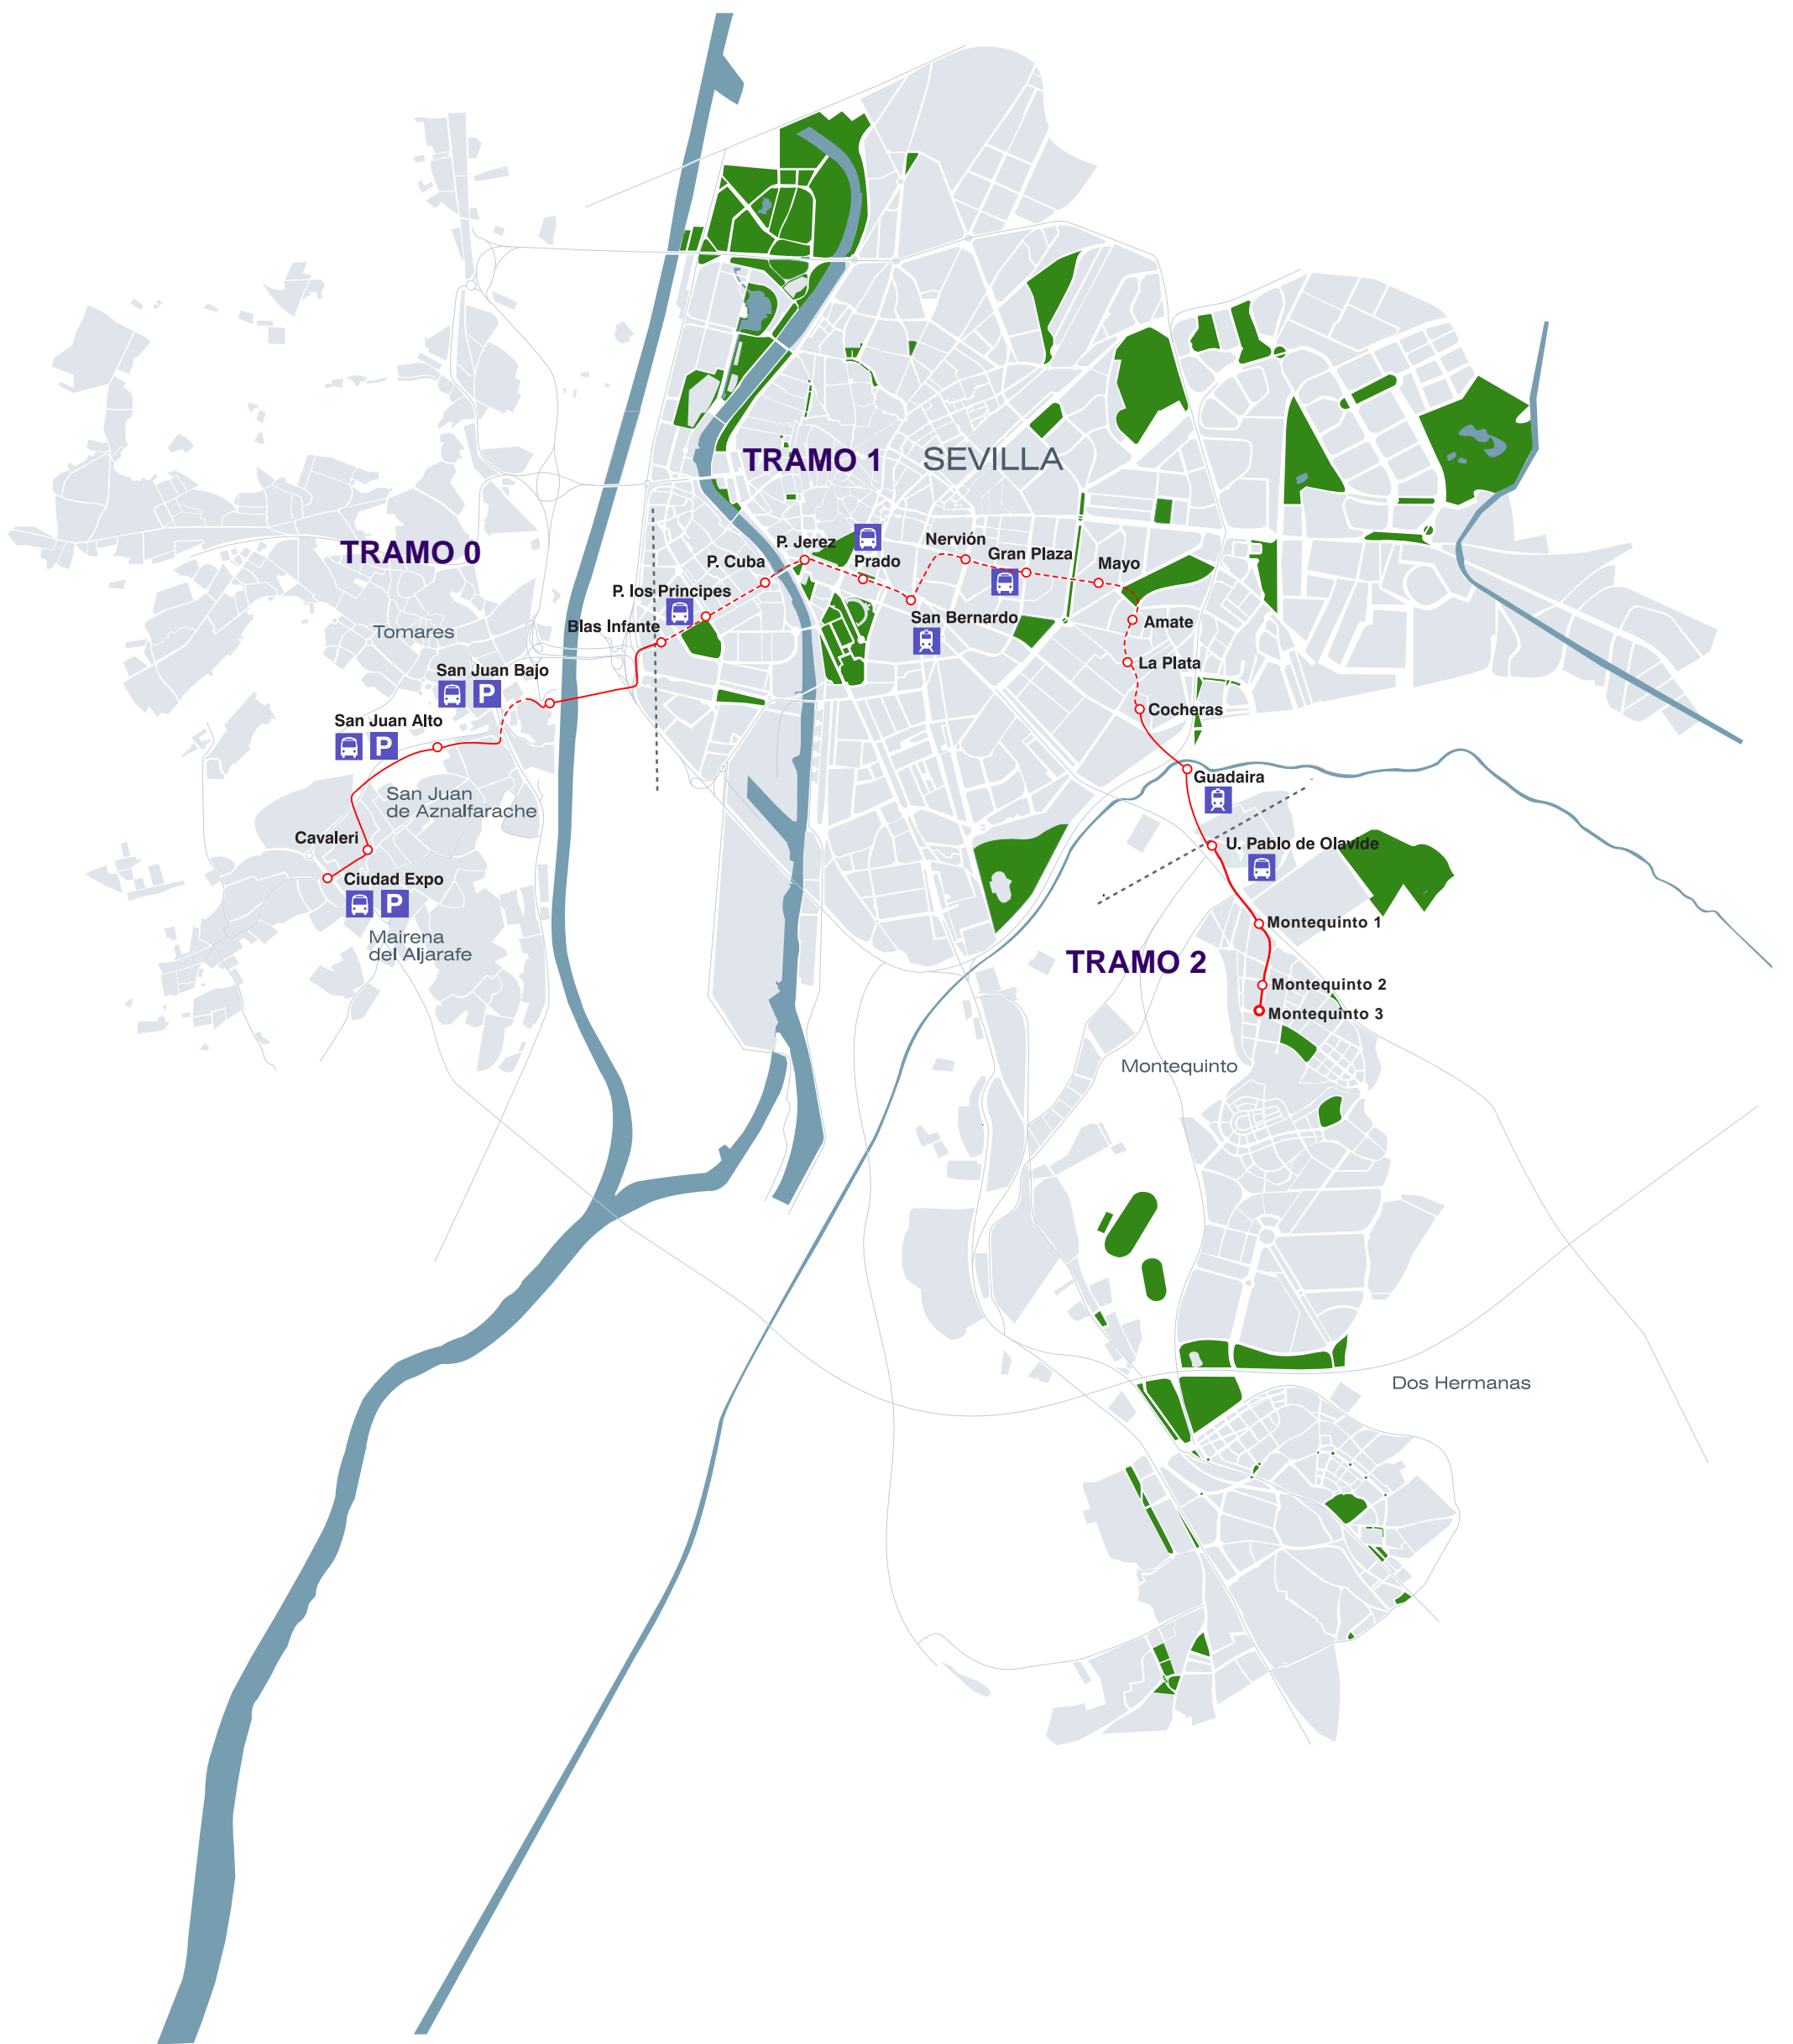 TRAMO 1
SEVILLA
TRAMO 0
P. Jerez
Nervión
Gran Plaza
Prado
P. Cuba
Mayo
P. los Principes
San Bernardo
Blas Infante
Amate
Tomares
San Juan Bajo
P
La Plata
Cocheras
San Juan Alto
P
Guadaira
San Juan
de Aznalfarache
Cavaleri
U. Pablo de Olavide
Ciudad Expo
P
Montequinto 1
Mairena
del Aljarafe
TRAMO 2
Montequinto 2
Montequinto 3
Montequinto
Dos Hermanas